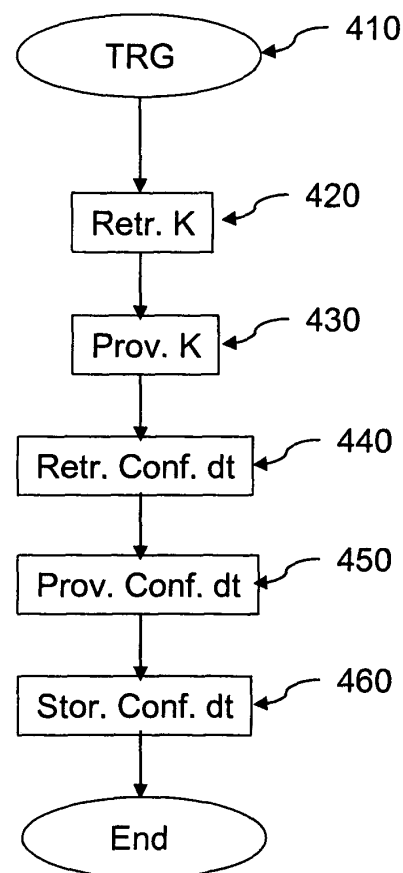 TRG
410
Retr. K
420
Prov. K
430
Retr. Conf. dt
440
Prov. Conf. dt
450
Stor. Conf. dt
460
End